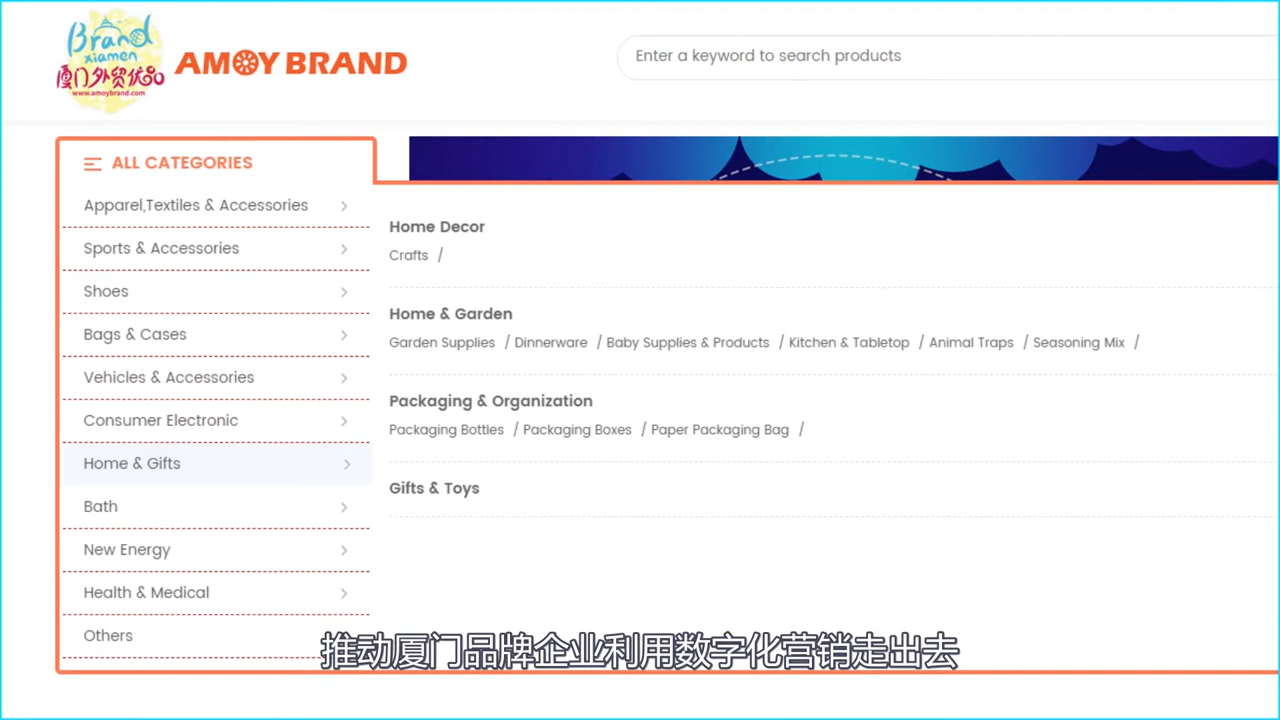 Brand
xiamen
厦门外贸优品
www.amoybrand.com
AMOY BRAND
Enter a keyword to search products
ALL CATEGORIES
Apparel,Textiles & Accessories
Sports & Accessories
Shoes
Bags & Cases
Vehicles & Accessories
Consumer Electronic
Home & Gifts
Bath
New Energy
Health & Medical
Others
Home Decor
Crafts /
Home & Garden
Garden Supplies / Dinnerware / Baby Supplies & Products / Kitchen & Tabletop / Animal Traps / Seasoning Mix /
Packaging & Organization
Packaging Bottles / Packaging Boxes / Paper Packaging Bag /
Gifts & Toys
推动厦门品牌企业利用数字化营销走出去